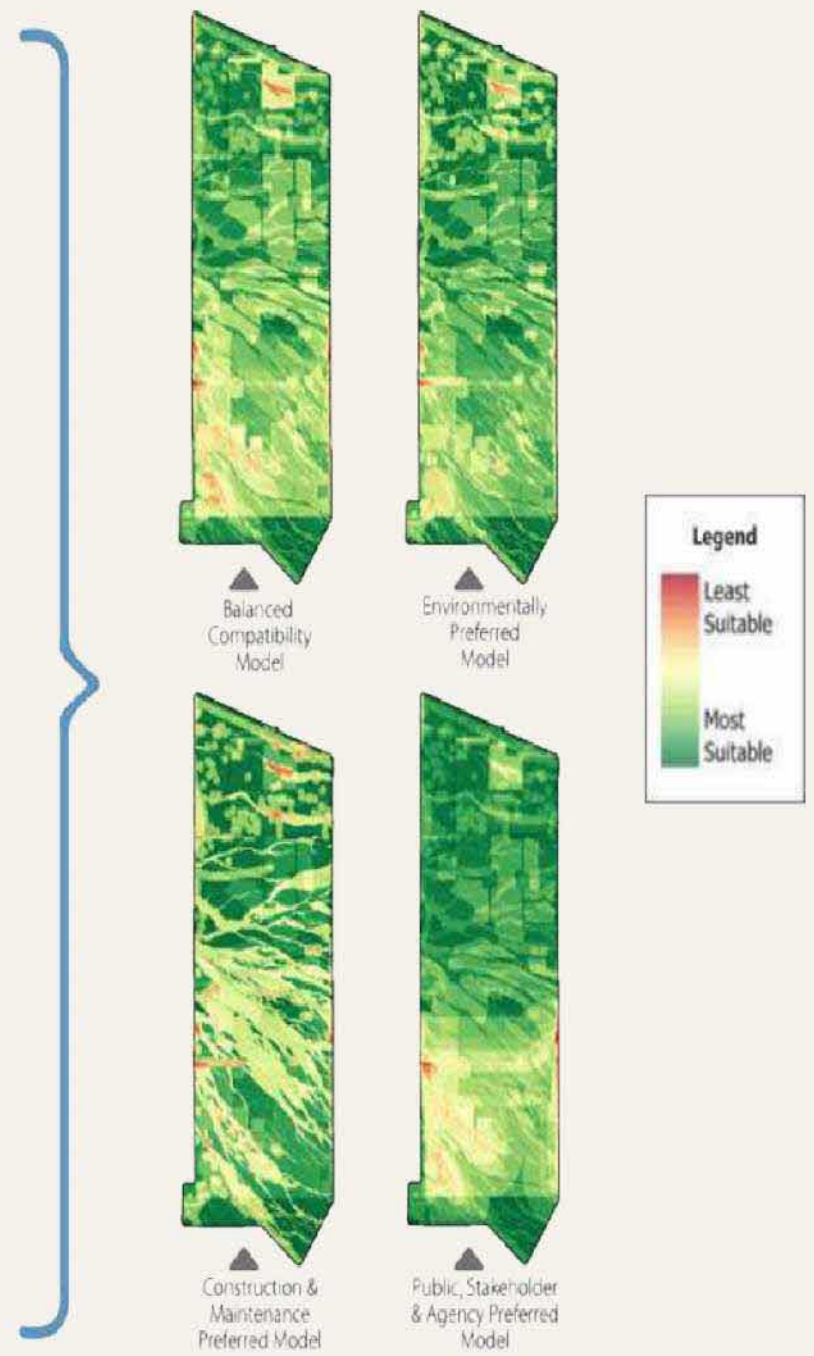 Balanced
Compatibility
Model
Environmentally
Preferred
Model
Legend
Least
Suitable
Most
Suitable
Construction &
Maintenance
Preferred Model
Public, Stakeholder
& Agency Preferred
Model